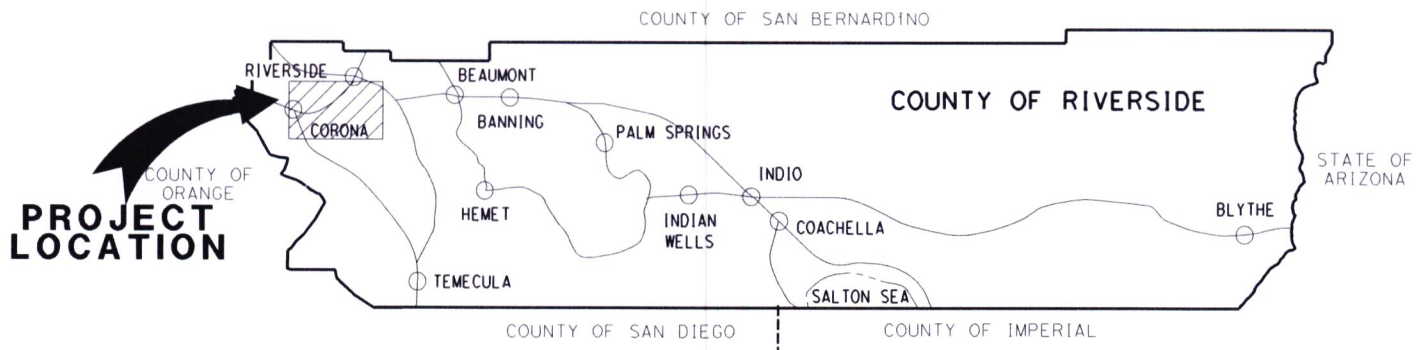 COUNTY OF SAN BERNARDINO
RIVERSIDE
BEAUMONT
COUNTY OF RIVERSIDE
CORONA
BANNING
PALM SPRINGS
COUNTY OF
ORANGE
STATE OF
ARIZONA
PROJECT
LOCATION
HEMET
INDIO
INDIAN
WELLS
COACHELLA
BLYTHE
TEMECULA
SALTON SEA
COUNTY OF SAN DIEGO
COUNTY OF IMPERIAL